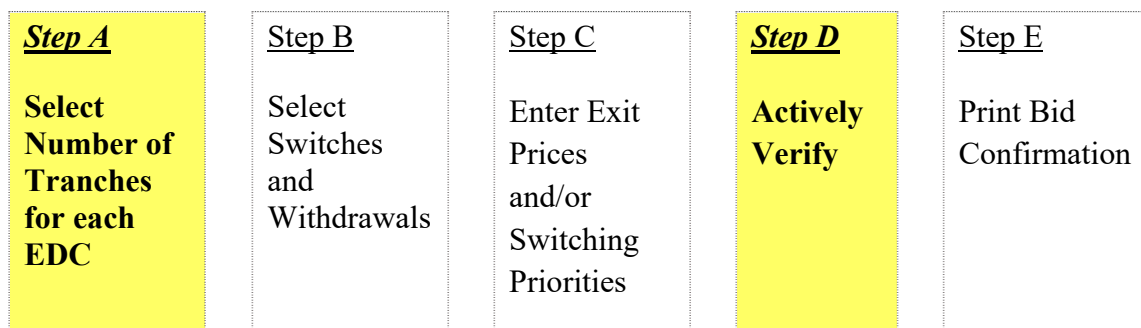 Step A
Select
Number of
Tranches
for each
EDC
Step B
Select
Switches
and
Withdrawals
Step C
Enter Exit
Prices
and/or
Switching
Priorities
Step D
Actively
Verify
Step E
Print Bid
Confirmation